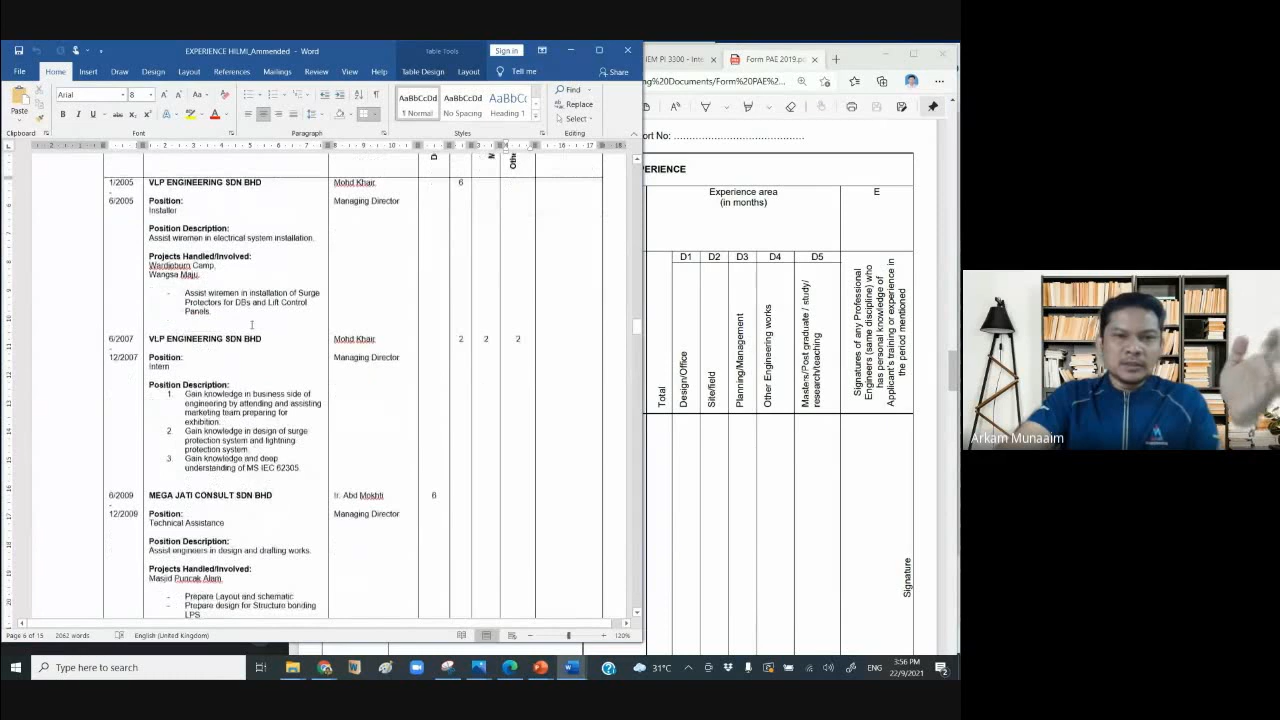 EXPERIENCE HILMI_Ammended - Word
Table Tools
Sign in
File
Home
Insert
Draw
Design
Layout
References
Mailings
Review
View
Help
Table Design
Layout
Tell me
Share
Paste
Arial
8
Find
Replace
Select
AaBbCcDd
AaBbCcDd
AaBbCc
1 Normal
No Spacing
Heading 1
Clipboard
Font
Paragraph
Styles
Editing
1/2005
-
6/2005
VLP ENGINEERING SDN BHD
Position:
Installer
Position Description:
Assist wiremen in electrical system installation.
Projects Handled/Involved:
Wardieburn Camp,
Wangsa Maju.
- Assist wiremen in installation of Surge
Protectors for DBs and Lift Control
Panels.
Mohd Khair
Managing Director
6
6/2007
-
12/2007
VLP ENGINEERING SDN BHD
Position:
Intern
Position Description:
1. Gain knowledge in business side of
engineering by attending and assisting
marketing team preparing for
exhibition.
2. Gain knowledge in design of surge
protection system and lightning
protection system.
3. Gain knowledge and deep
understanding of MS IEC 62305.
Mohd Khair
Managing Director
2
2
2
6/2009
-
12/2009
MEGA JATI CONSULT SDN BHD
Position:
Technical Assistance
Position Description:
Assist engineers in design and drafting works.
Projects Handled/Involved:
Masjid Puncak Alam
- Prepare Layout and schematic
- Prepare design for Structure bonding
LPS
Ir. Abd Mokhti
Managing Director
6
Page 6 of 15
2062 words
English (United Kingdom)
120%
IEM PI 3300 - Inte
Form PAE 2019.pd
ng%20Documents/Form%20PAE%2...
ort No:
PERIENCE
Experience area
(in months)
E
D1
D2
D3
D4
D5
Total
Design/Office
Site/field
Planning/Management
Other Engineering works
Masters/Post graduate / study/
research/teaching
Signatures of any Professional
Engineers (same discipline) who
has personal knowledge of
Applicant's training or experience in
the period mentioned
Signature
Type here to search
31°C
ENG
3:56 PM
22/9/2021
Arkam Munaaim